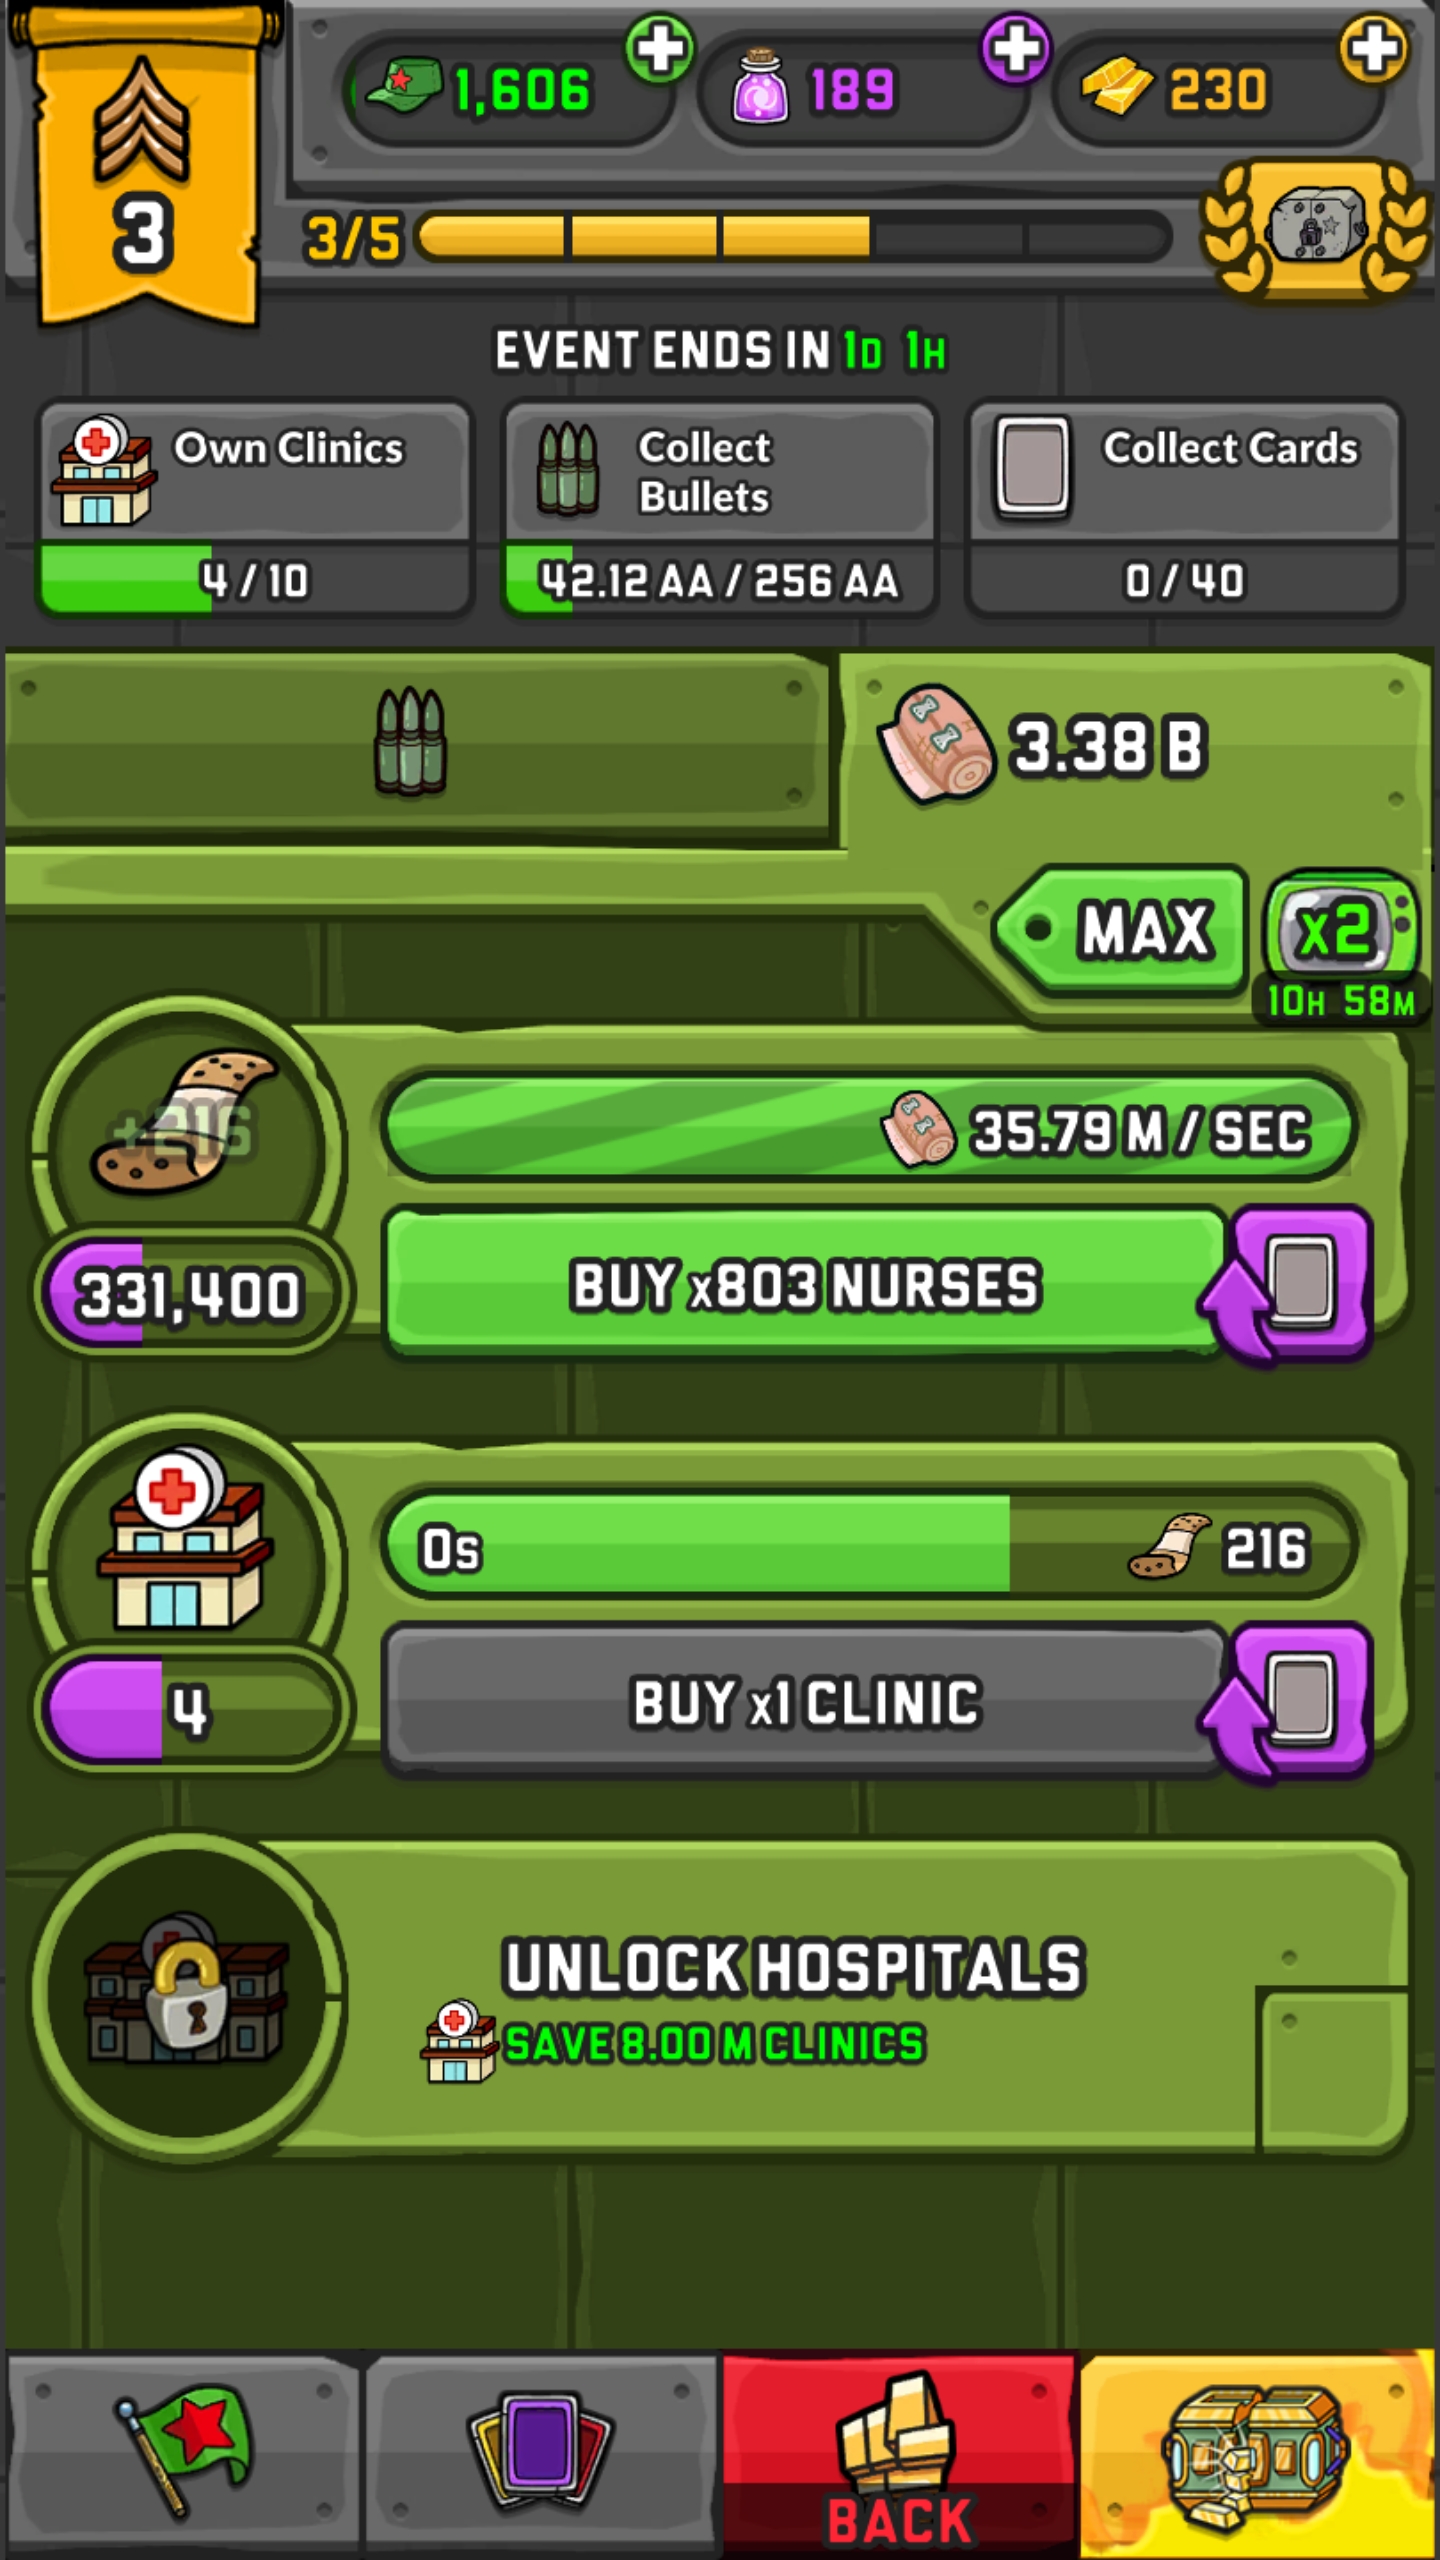 1,606
189
230
3
3/5
EVENT ENDS IN 1D 1H
Own Clinics
4 / 10
Collect
Bullets
42.12 AA / 256 AA
Collect Cards
0 / 40
3.38 B
MAX
x2
10H 58M
+216
35.79 M / SEC
331,400
BUY x803 NURSES
0s
216
4
BUY x1 CLINIC
UNLOCK HOSPITALS
SAVE 8.00 M CLINICS
BACK